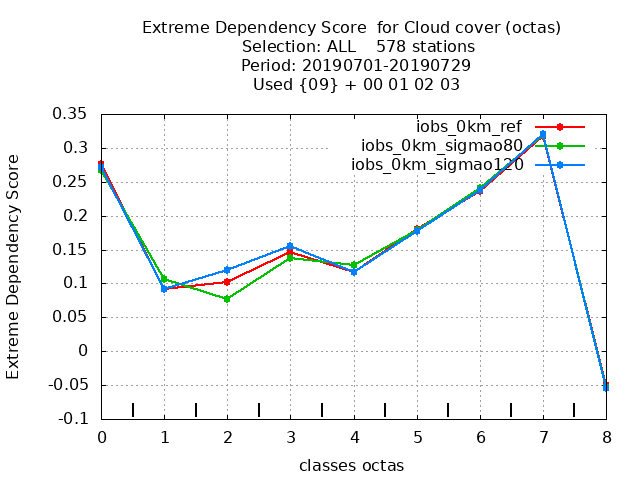 Extreme Dependency Score  for Cloud cover (octas)
Selection: ALL    578 stations
Period: 20190701-20190729
Used {09} + 00 01 02 03
iobs_0km_ref
iobs_0km_sigmao80
iobs_0km_sigmao120
Extreme Dependency Score
0.35
0.3
0.25
0.2
0.15
0.1
0.05
0
-0.05
-0.1
0 1 2 3 4 5 6 7 8
classes octas